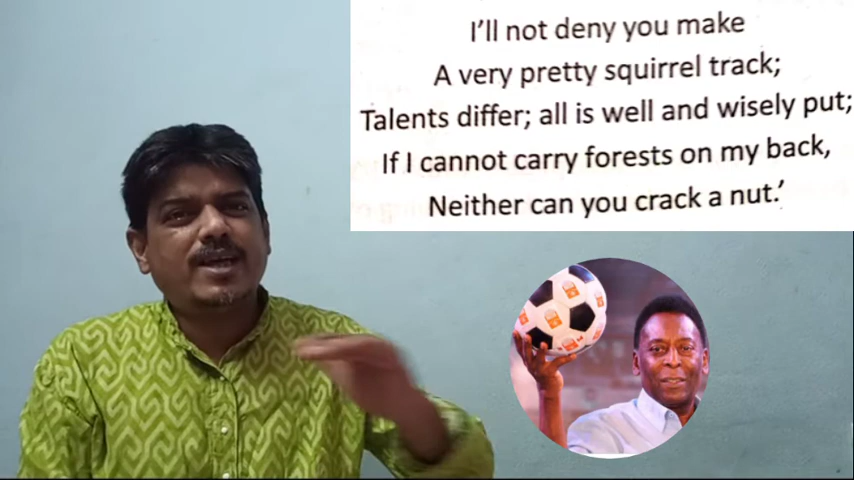 I'll not deny you make
A very pretty squirrel track;
Talents differ; all is well and wisely put;
If I cannot carry forests on my back,
Neither can you crack a nut.'